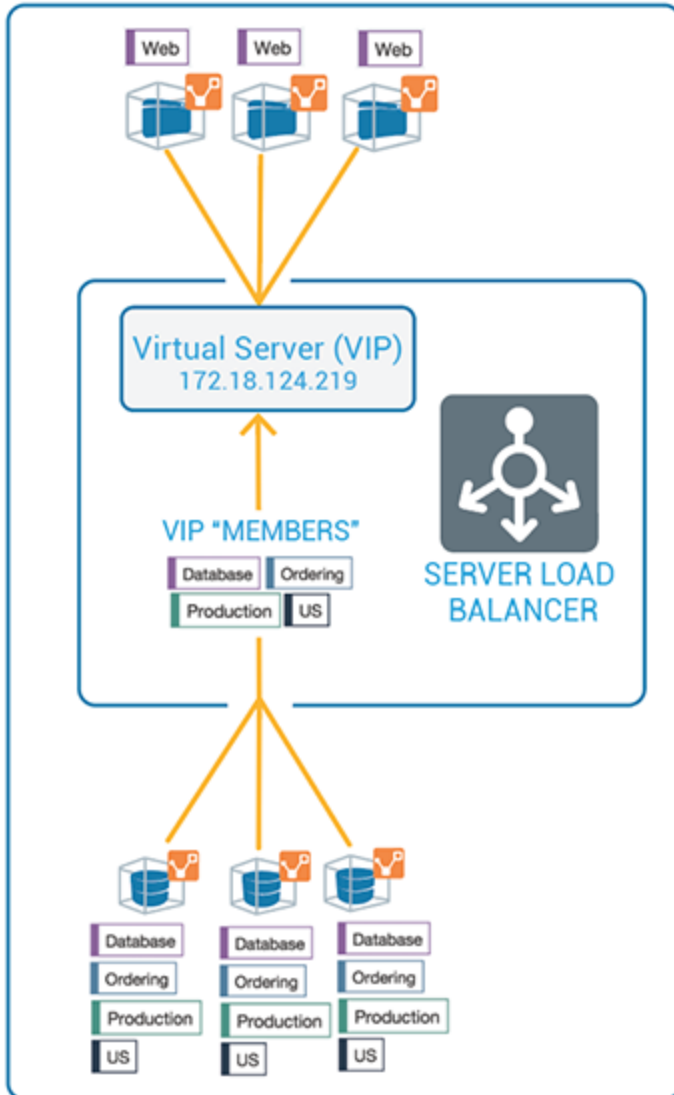 Web Web Web
Virtual Server (VIP)
172.18.124.219
VIP “MEMBERS”
Database Ordering
Production US
SERVER LOAD
BALANCER
Database Database Database
Ordering Ordering Ordering
Production Production Production
US US US